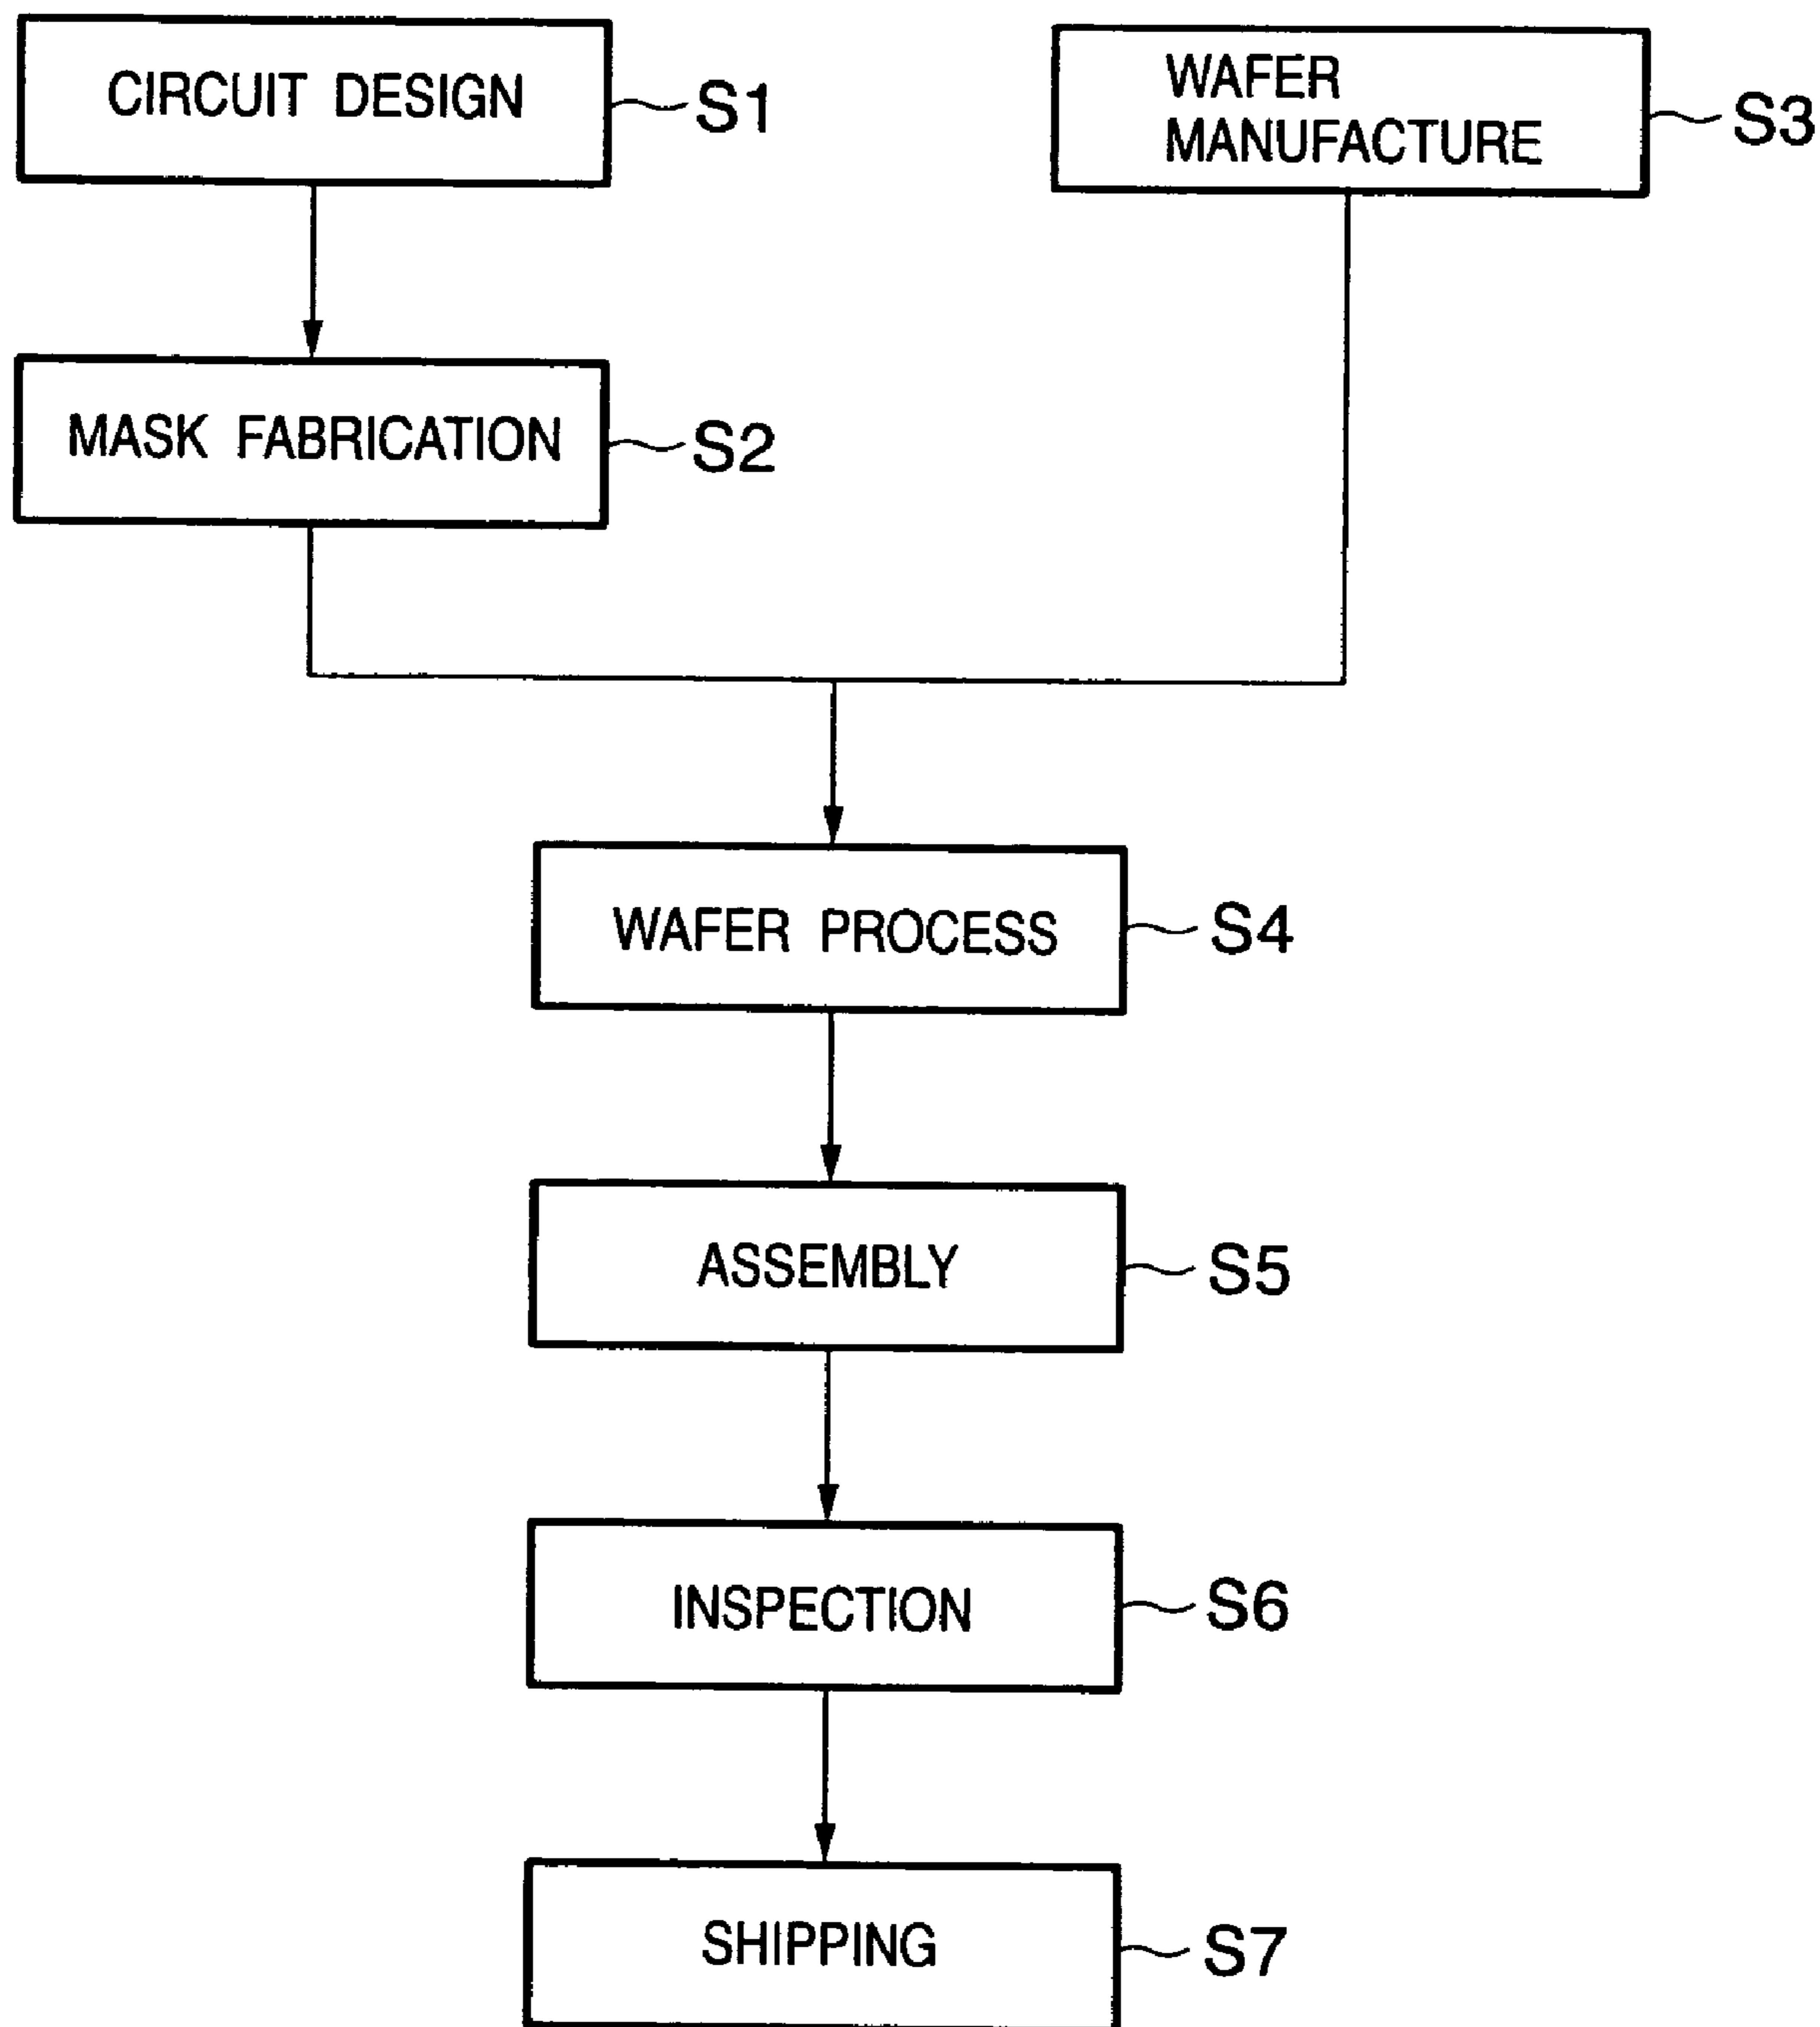 CIRCUIT DESIGN
S1
WAFER
MANUFACTURE
S3
MASK FABRICATION
S2
WAFER PROCESS
S4
ASSEMBLY
S5
INSPECTION
S6
SHIPPING
S7